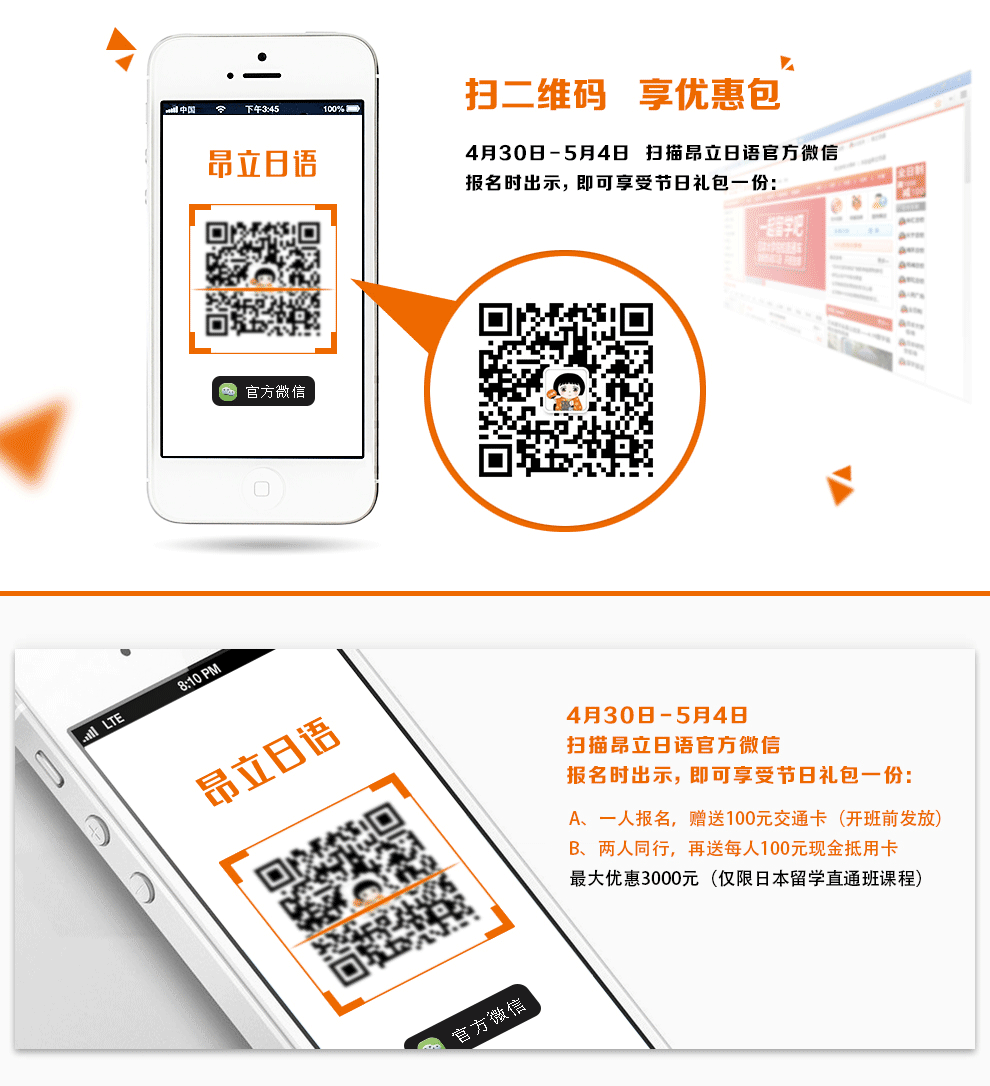 扫二维码 享优惠包
4月30日-5月4日 扫描昂立日语官方微信
报名时出示，即可享受节日礼包一份：
中国 下午3:45 100%
昂立日语
官方微信
一起留学吧
全日制
8:10 PM
LTE
昂立日语
官方微信
4月30日-5月4日
扫描昂立日语官方微信
报名时出示，即可享受节日礼包一份：
A、一人报名，赠送100元交通卡（开班前发放）
B、两人同行，再送每人100元现金抵用卡
最大优惠3000元（仅限日本留学直通班课程）